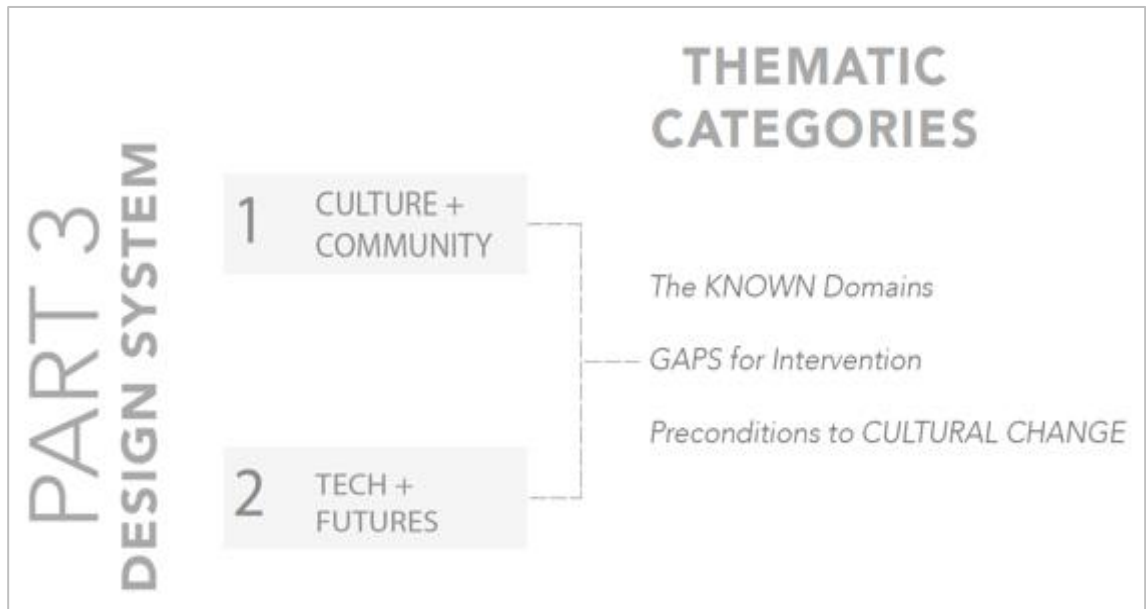 PART 3
DESIGN SYSTEM
THEMATIC
CATEGORIES
1
CULTURE +
COMMUNITY
2
TECH +
FUTURES
The KNOWN Domains
GAPS for Intervention
Preconditions to CULTURAL CHANGE